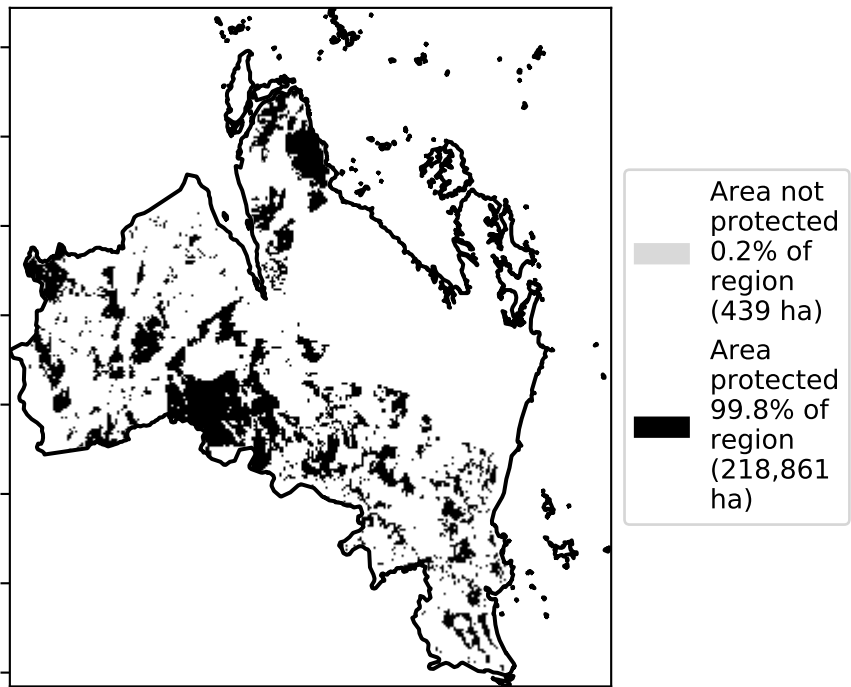 Area not
protected
0.2% of
region
(439 ha)
Area
protected
99.8% of
region
(218,861
ha)